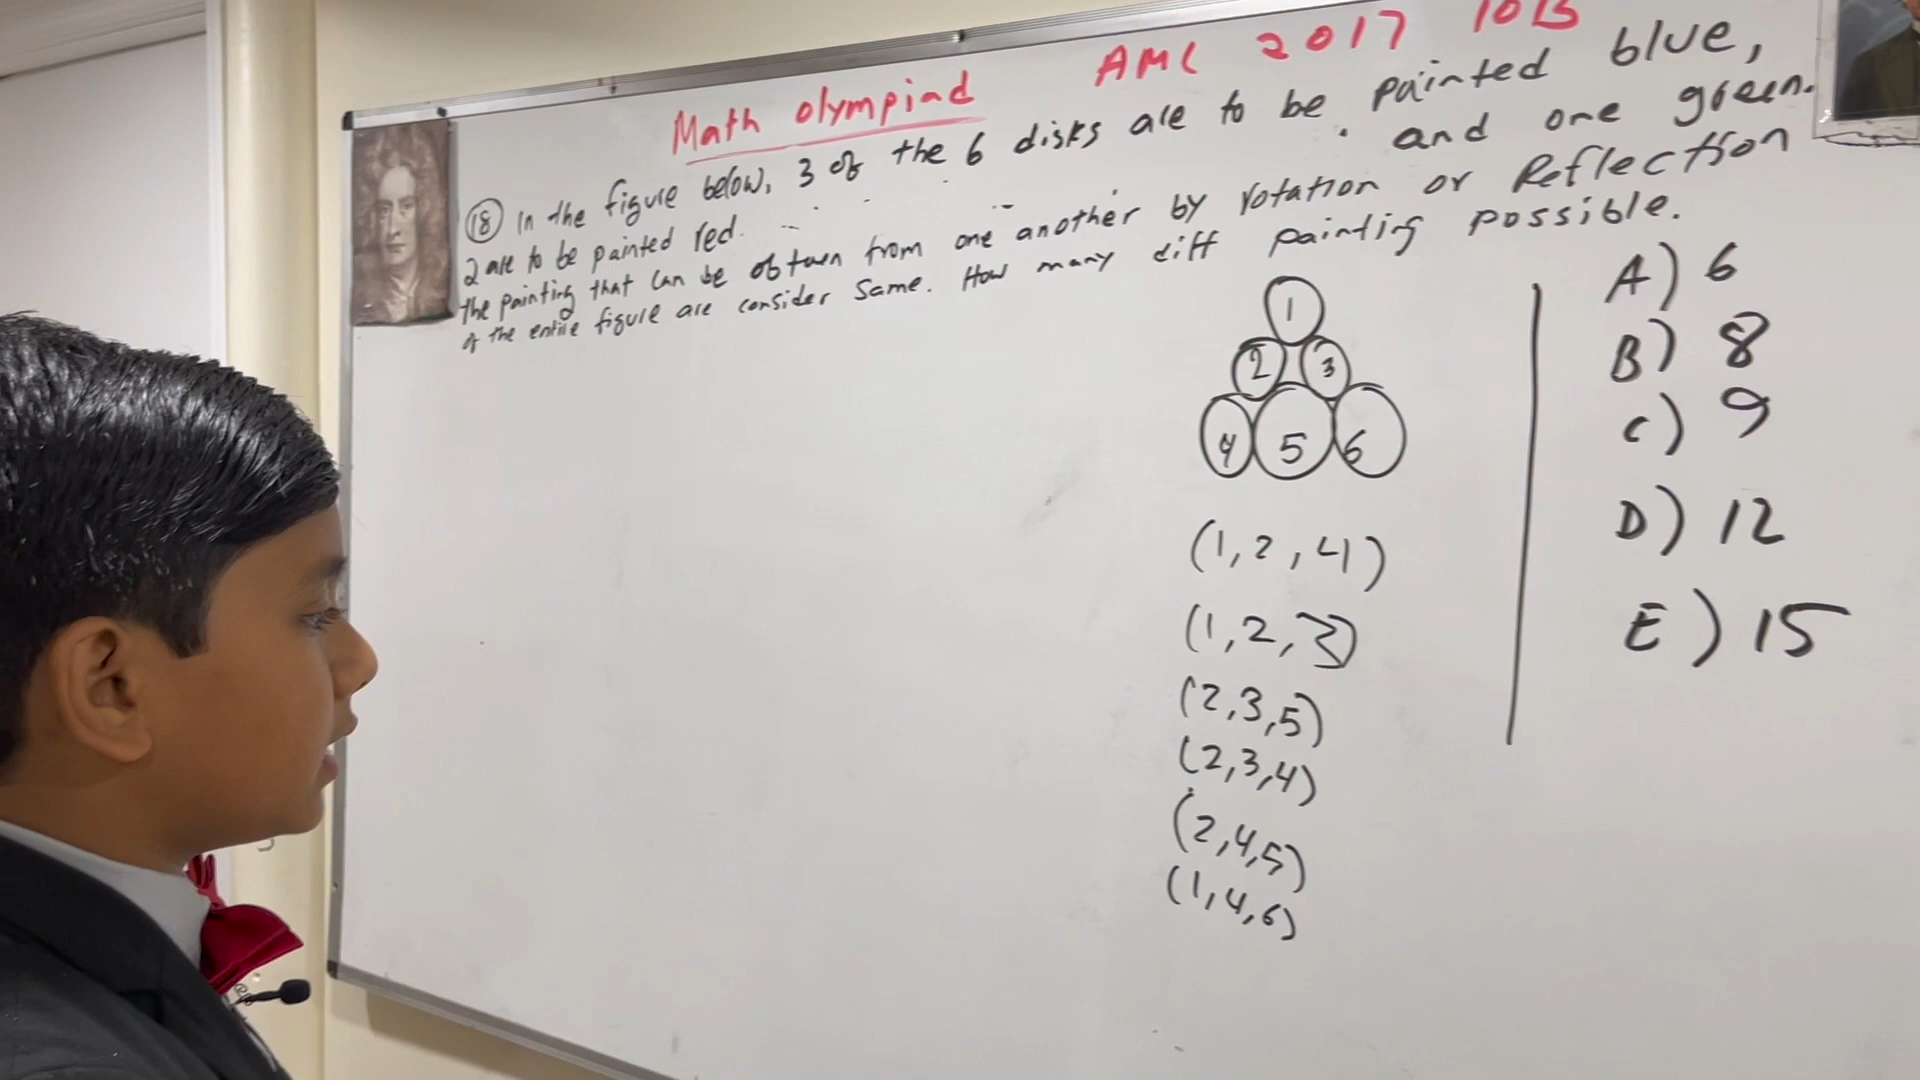 Math olympiad AMC 2017 10B
(18) In the figure below, 3 of the 6 disks are to be painted blue,
2 are to be painted red. and one green.
the painting that can be obtaen from one another by rotation or Reflection
of the entire figure are consider same. How many diff painting possible.
1
2 3
4 5 6
(1,2,4)
(1,2,3)
(2,3,5)
(2,3,4)
(2,4,5)
(1,4,6)
A) 6
B) 8
C) 9
D) 12
E) 15